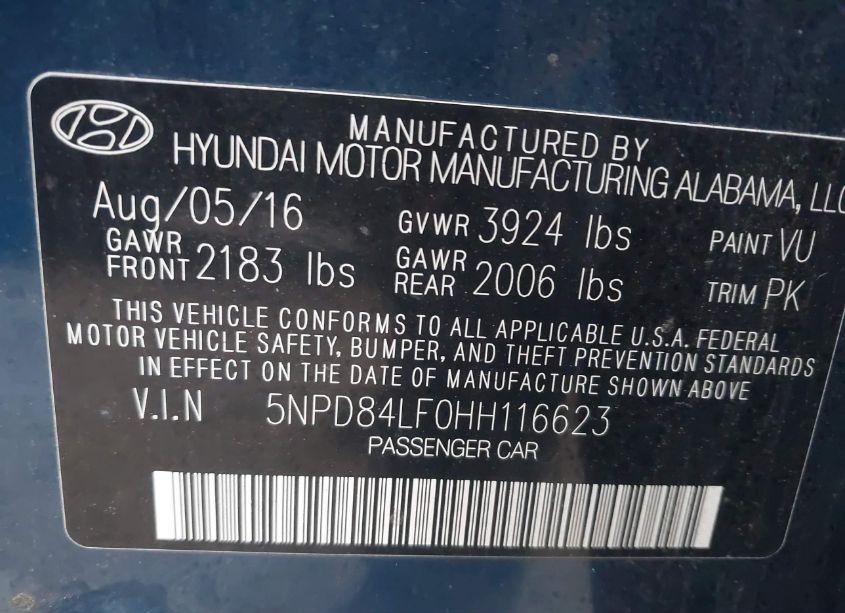 MANUFACTURED BY
HYUNDAI MOTOR MANUFACTURING ALABAMA, LLC
Aug/05/16 GVWR 3924 lbs PAINT VU
GAWR FRONT 2183 lbs GAWR REAR 2006 lbs TRIM PK
THIS VEHICLE CONFORMS TO ALL APPLICABLE U.S.A. FEDERAL
MOTOR VEHICLE SAFETY, BUMPER, AND THEFT PREVENTION STANDARDS
IN EFFECT ON THE DATE OF MANUFACTURE SHOWN ABOVE
V.I.N 5NPD84LF0HH116623
PASSENGER CAR